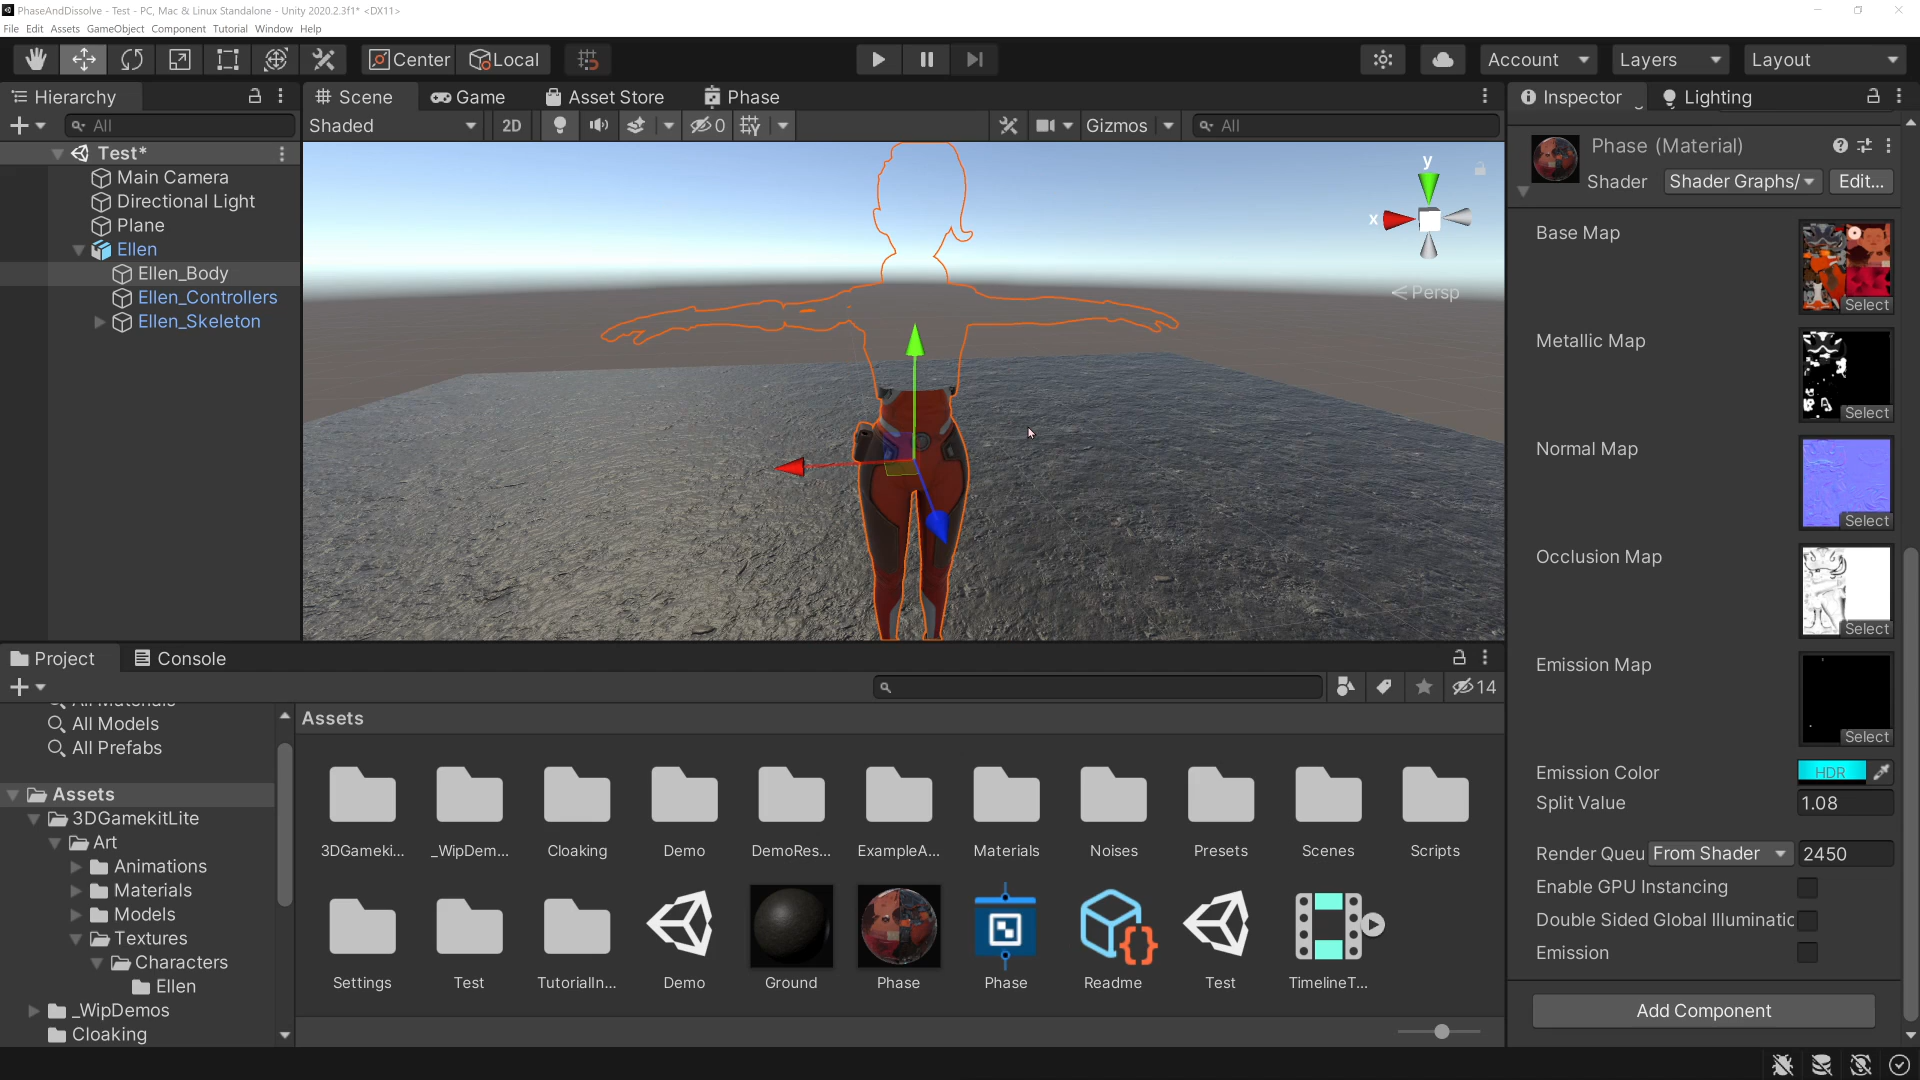 PhaseAndDissolve - Test - PC, Mac & Linux Standalone - Unity 2020.2.3f1* <DX11>
File Edit Assets GameObject Component Tutorial Window Help
Center Local Account Layers Layout
Hierarchy
All
Test*
Main Camera
Directional Light
Plane
Ellen
Ellen_Body
Ellen_Controllers
Ellen_Skeleton
Scene Game Asset Store Phase
Shaded 2D 0 Gizmos All
y
x
Persp
Inspector Lighting
Phase (Material)
Shader Shader Graphs/ Edit...
Base Map
Select
Metallic Map
Select
Normal Map
Select
Occlusion Map
Select
Emission Map
Select
Emission Color HDR
Split Value 1.08
Render Queu From Shader 2450
Enable GPU Instancing
Double Sided Global Illuminatic
Emission
Add Component
Project Console
14
All Materials
All Models
All Prefabs
Assets
3DGamekitLite
Art
Animations
Materials
Models
Textures
Characters
Ellen
_WipDemos
Cloaking
Assets
3DGameki... _WipDem... Cloaking Demo DemoRes... ExampleA... Materials Noises Presets Scenes Scripts
Settings Test TutorialIn... Demo Ground Phase Phase Readme Test TimelineT...